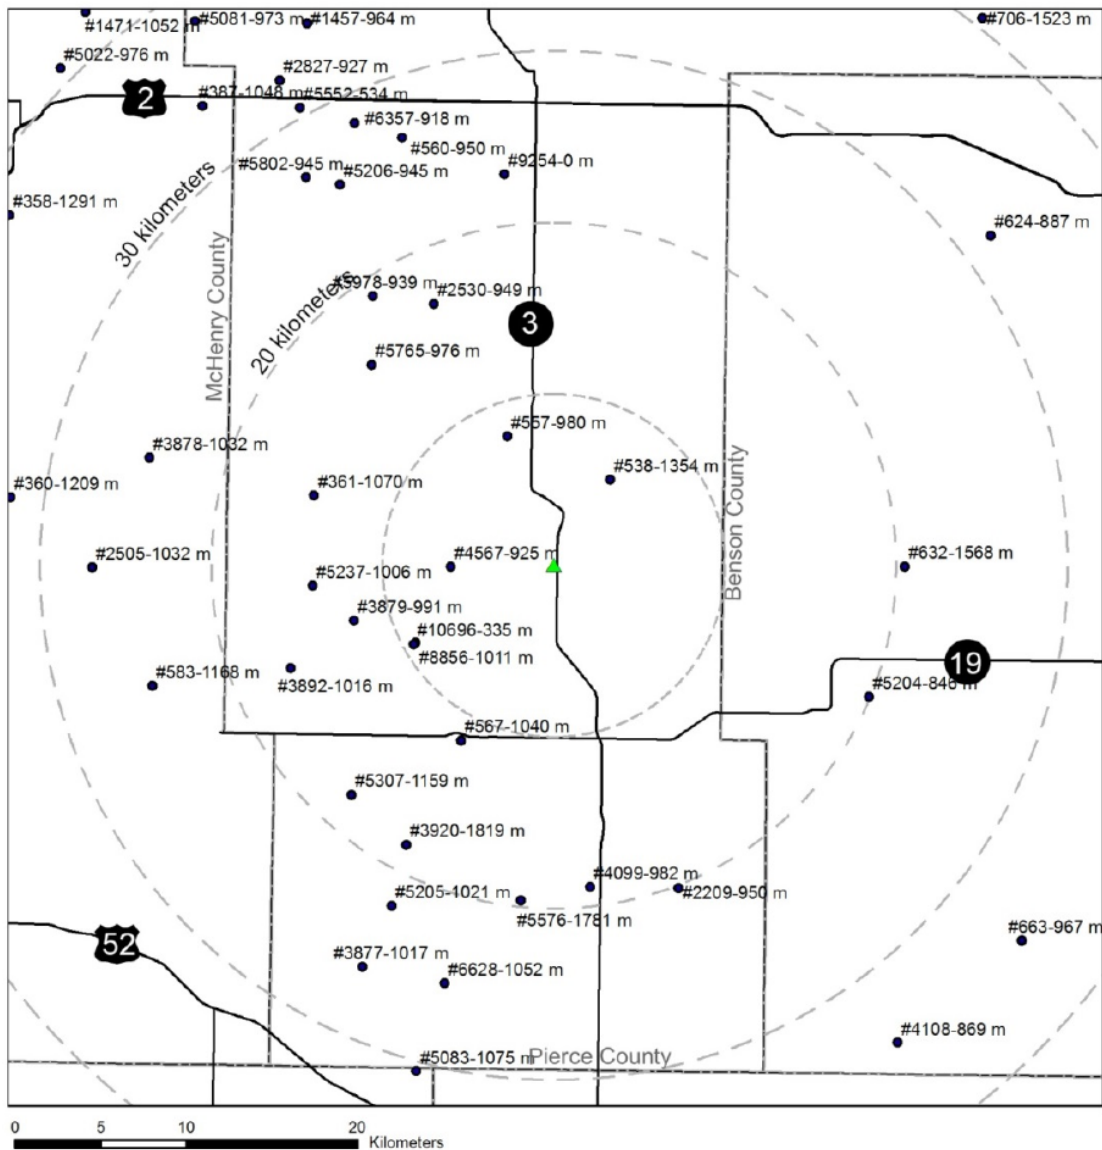 #5081-973 m
#1457-964 m
#706-1523 m
#1471-1052 m
#5022-976 m
#2827-927 m
2
#387-1048 m
#5552-534 m
#6357-918 m
#560-950 m
#9254-0 m
#5802-945 m
#5206-945 m
#358-1291 m
30 kilometers
#624-887 m
McHenry County
#5978-939 m
#2530-949 m
20 kilometers
3
#5765-976 m
#557-980 m
#3878-1032 m
#538-1354 m
#360-1209 m
#361-1070 m
Benson County
#2505-1032 m
#4567-925 m
#632-1568 m
#5237-1006 m
#3879-991 m
#10696-335 m
#8856-1011 m
19
#583-1168 m
#3892-1016 m
#5204-846 m
#567-1040 m
#5307-1159 m
#3920-1819 m
#4099-982 m
#5205-1021 m
#2209-950 m
#5576-1781 m
#663-967 m
52
#3877-1017 m
#6628-1052 m
#4108-869 m
#5083-1075 m
Pierce County
0 5 10 20
Kilometers